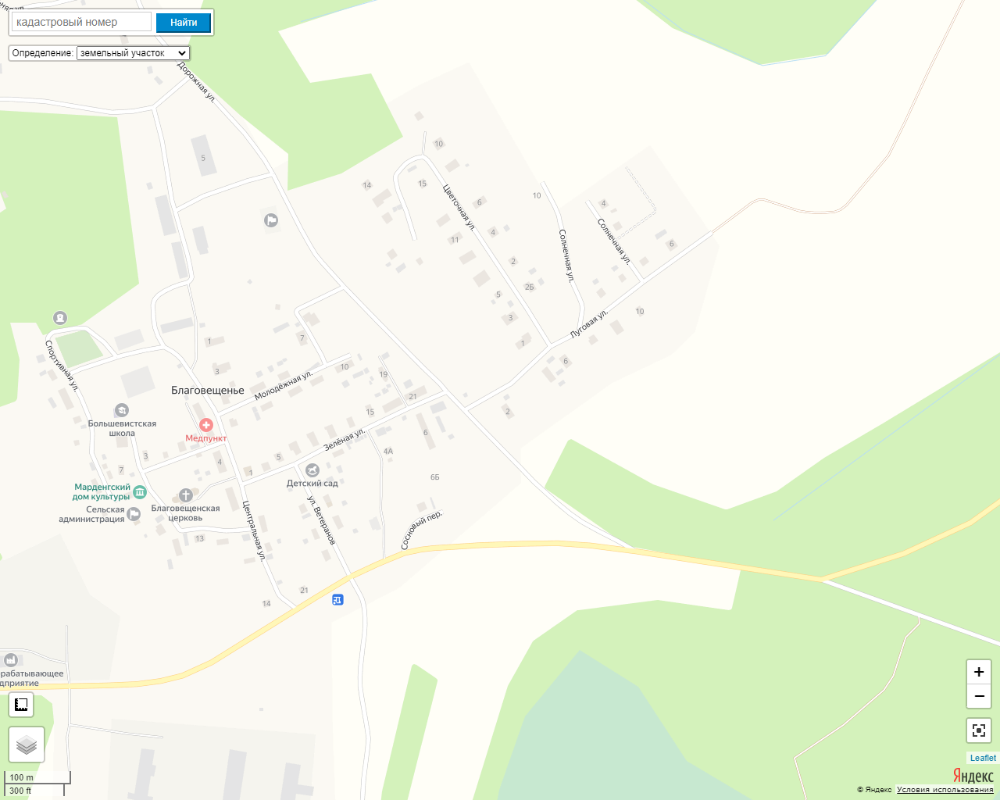 кадастровый номер
Найти
Определение: земельный участок
Дорожная ул.
5
10
14
15
Цветочная ул.
6
4
11
2
2Б
5
3
1
10
Солнечная ул.
4
Солнечная ул.
6
10
Луговая ул.
6
2
Спортивная ул.
1
3
7
10
Молодёжная ул.
Благовещенье
19
21
15
Зелёная ул.
6
4А
6Б
Большевистская
школа
Медпункт
3
7
4
1
5
Детский сад
Марденгский
дом культуры
Сельская
администрация
Благовещенская
церковь
13
Центральная ул.
ул. Ветеранов
Сосновый пер.
21
14
рабатывающее
дприятие
100 m
300 ft
+
−
Leaflet
Яндекс
© Яндекс Условия использования